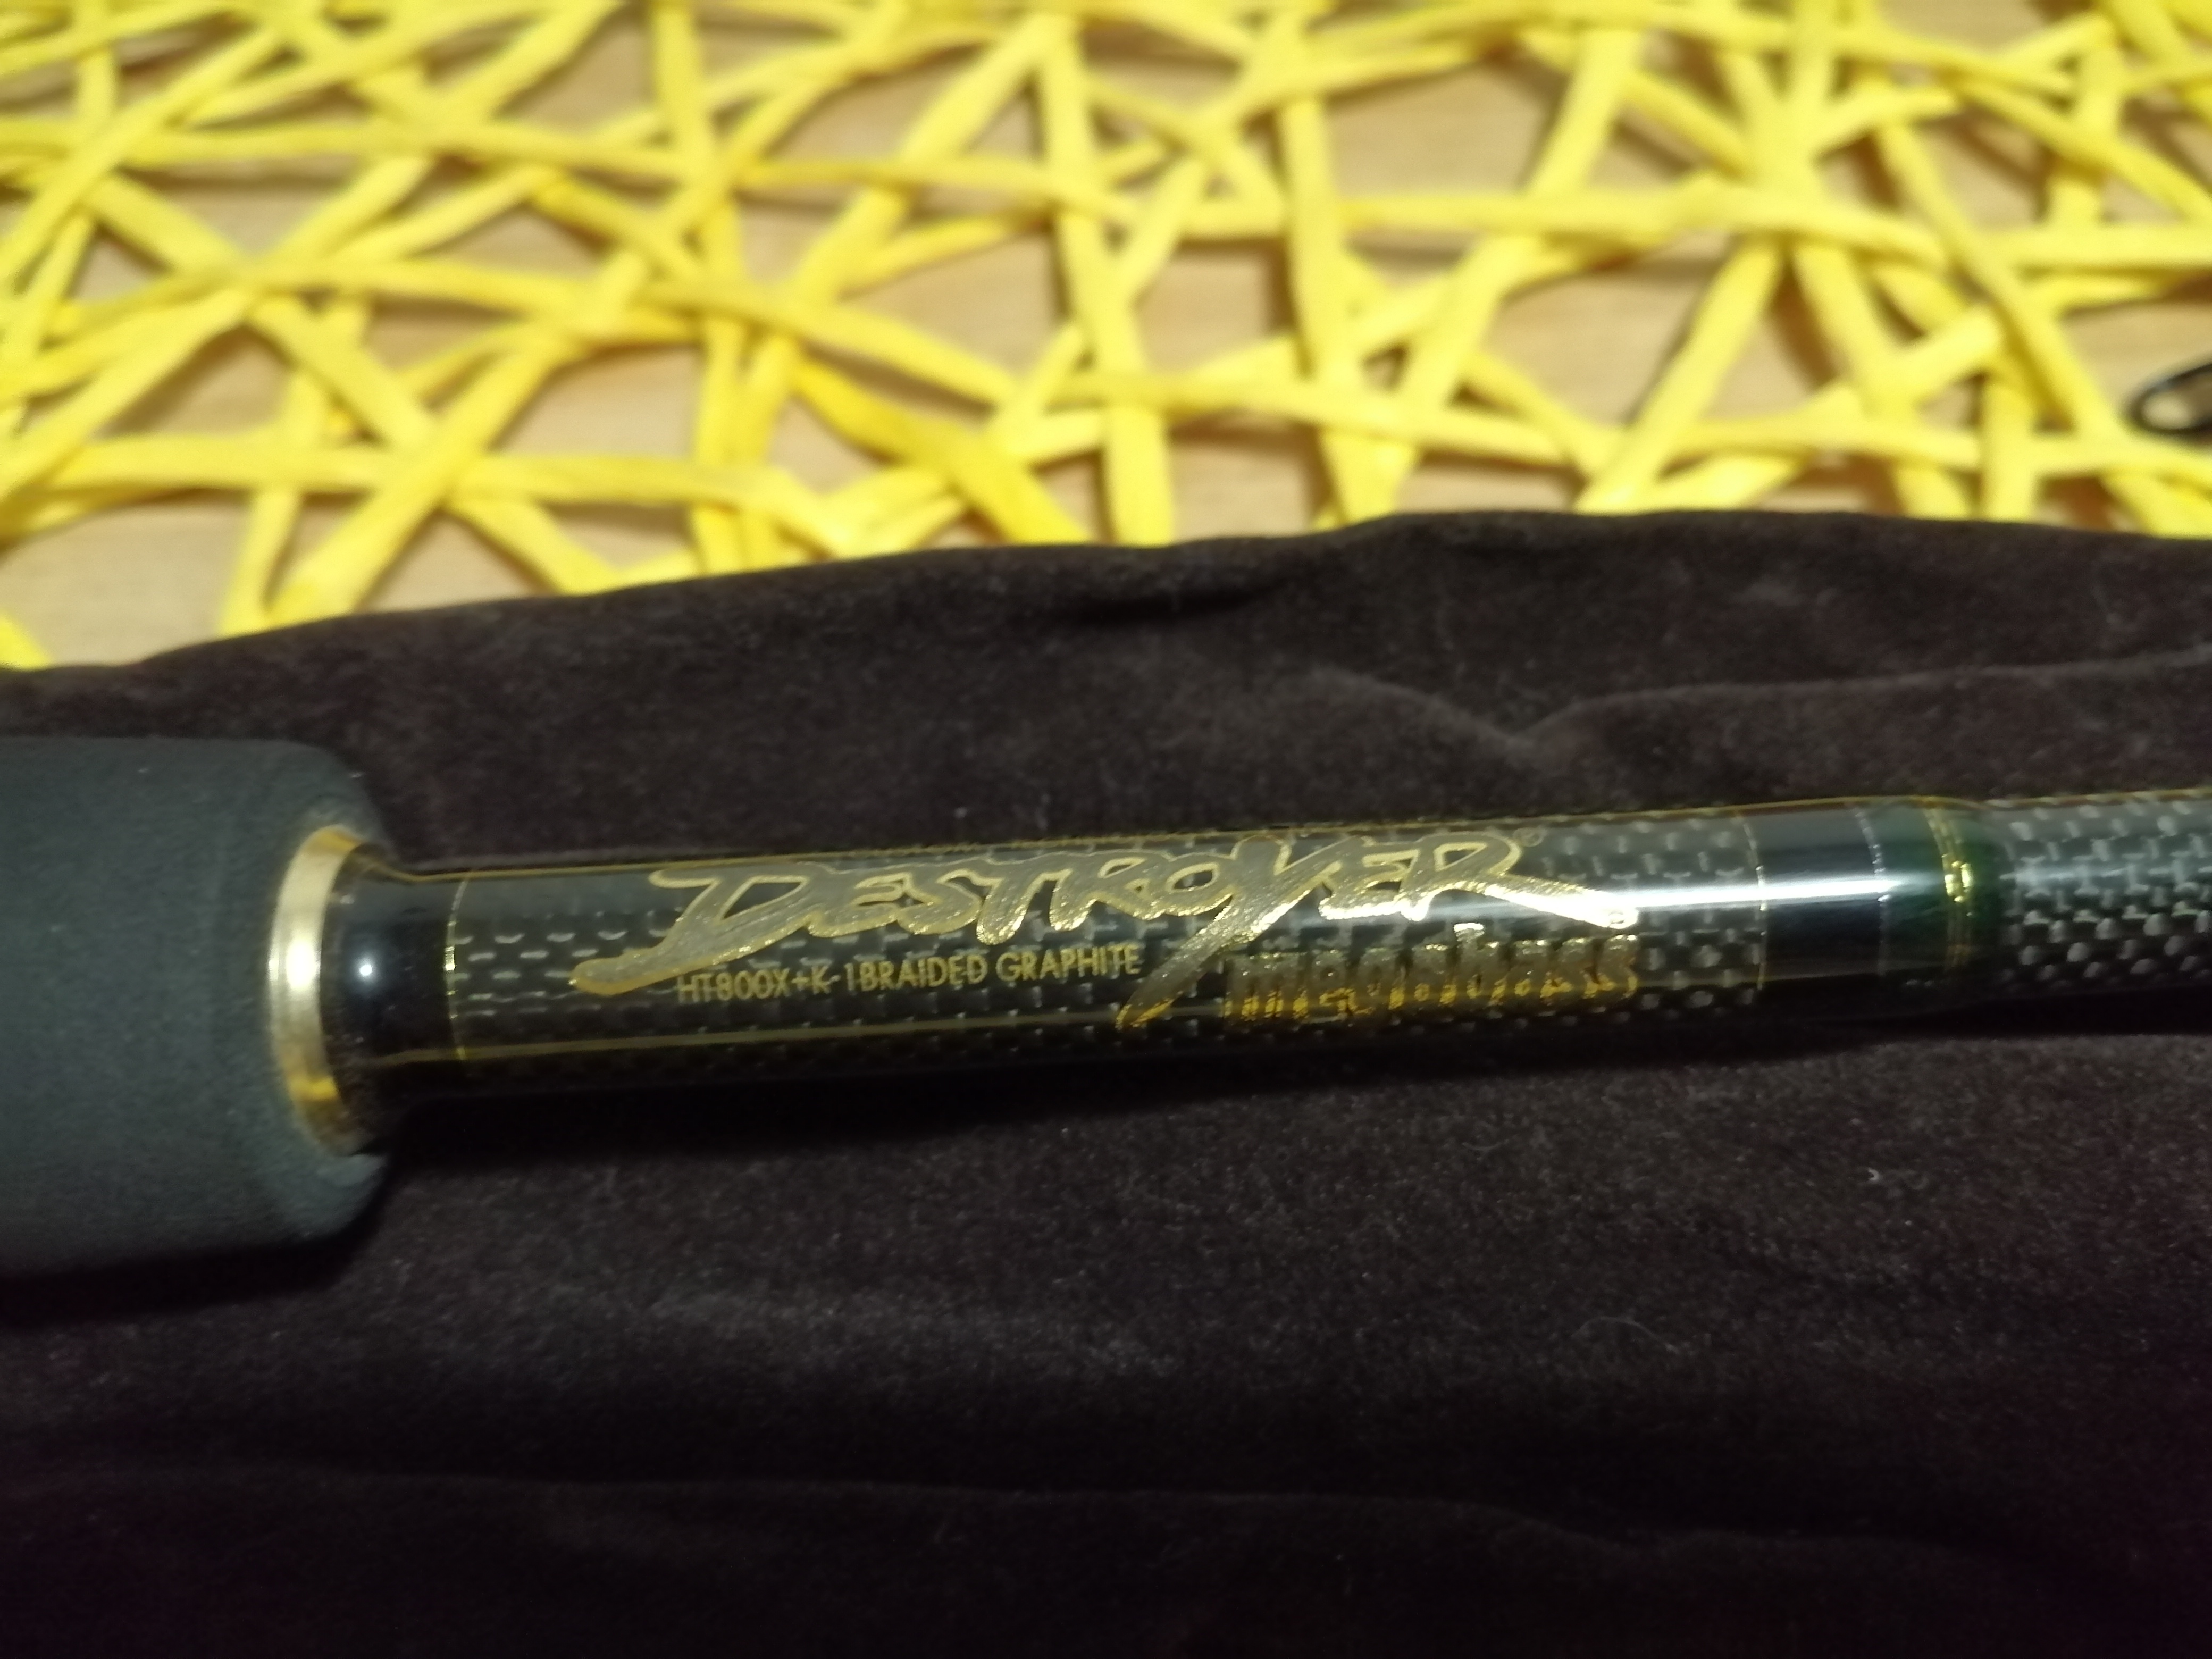 DESTROYER®
HT800X+K-1BRAIDED GRAPHITE
megabass